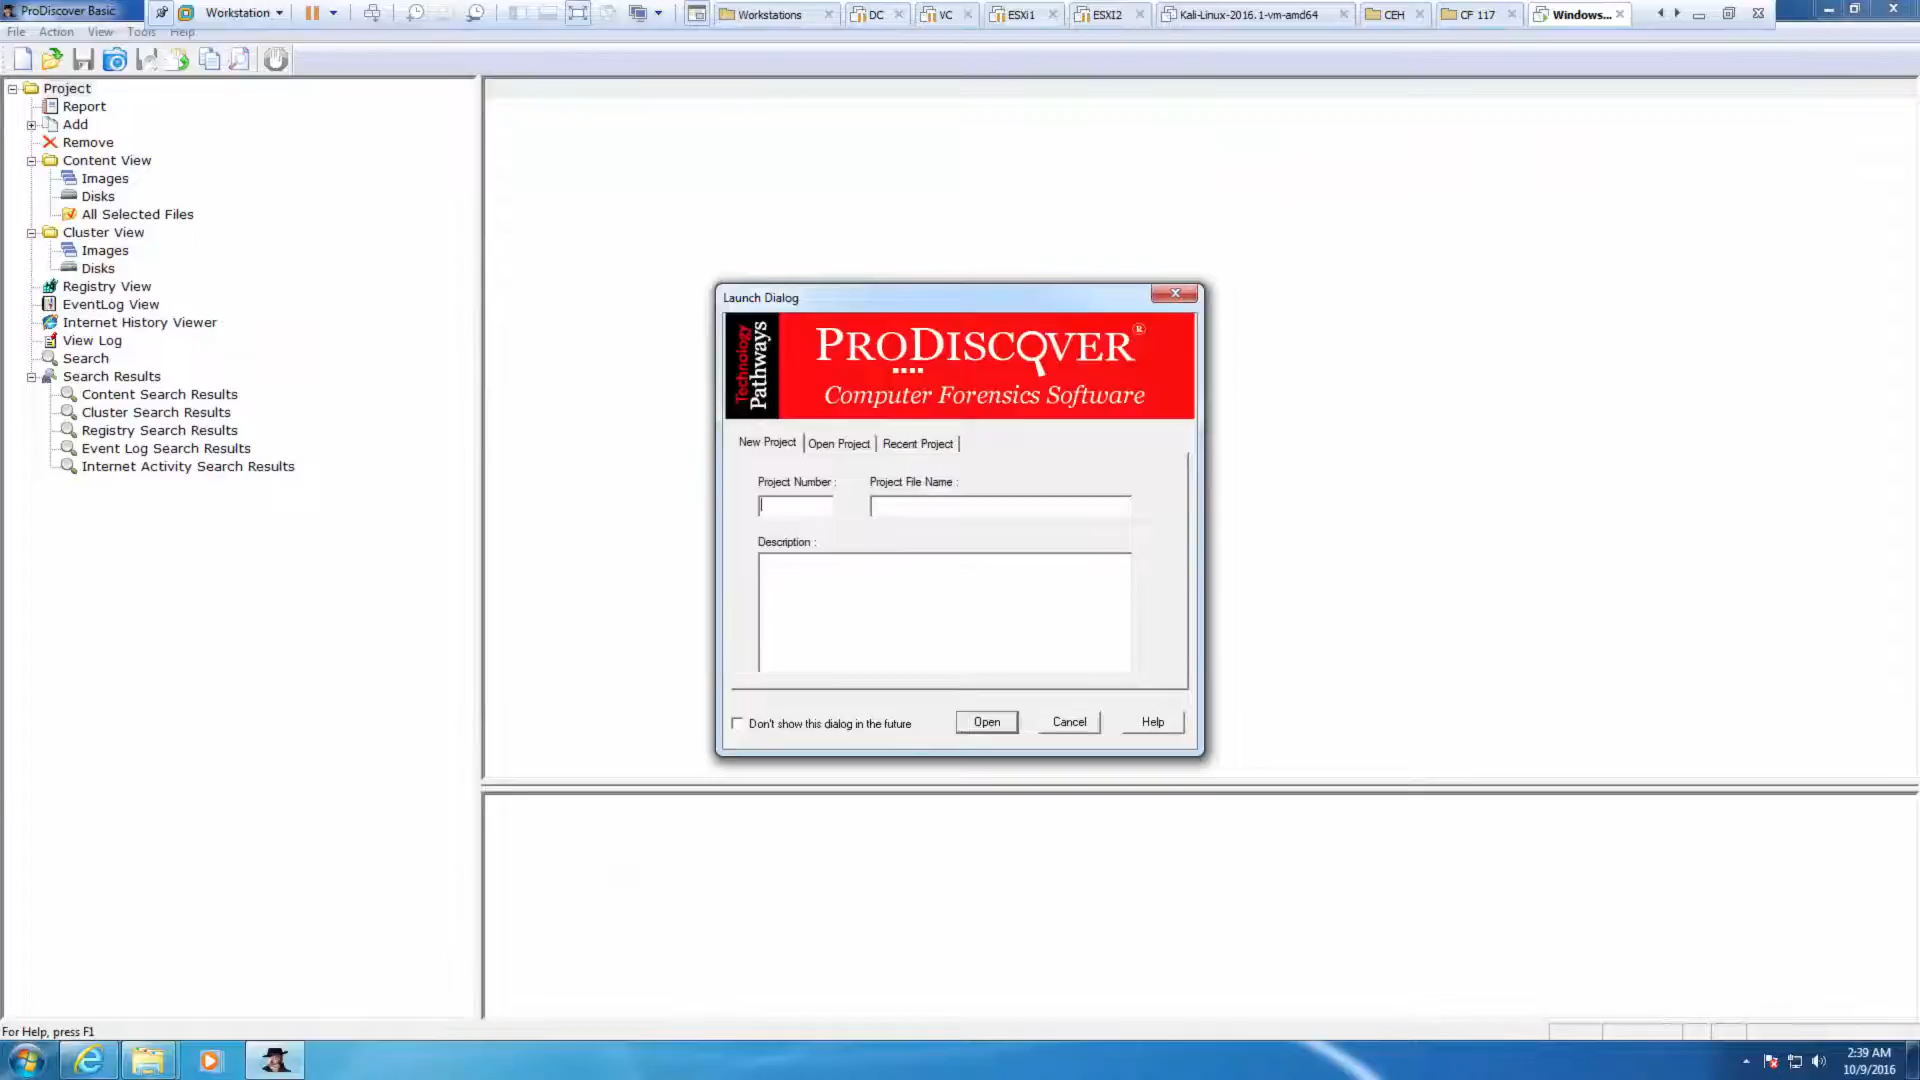 ProDiscover Basic
Workstation
Workstations
DC
VC
ESXi1
ESXI2
Kali-Linux-2016.1-vm-amd64
CEH
CF 117
Windows...
File Action View Tools Help
Project
Report
Add
Remove
Content View
Images
Disks
All Selected Files
Cluster View
Images
Disks
Registry View
EventLog View
Internet History Viewer
View Log
Search
Search Results
Content Search Results
Cluster Search Results
Registry Search Results
Event Log Search Results
Internet Activity Search Results
Launch Dialog
Technology
Pathways
PRODISCOVER®
Computer Forensics Software
New Project
Open Project
Recent Project
Project Number :
Project File Name :
Description :
Don't show this dialog in the future
Open
Cancel
Help
For Help, press F1
2:39 AM
10/9/2016